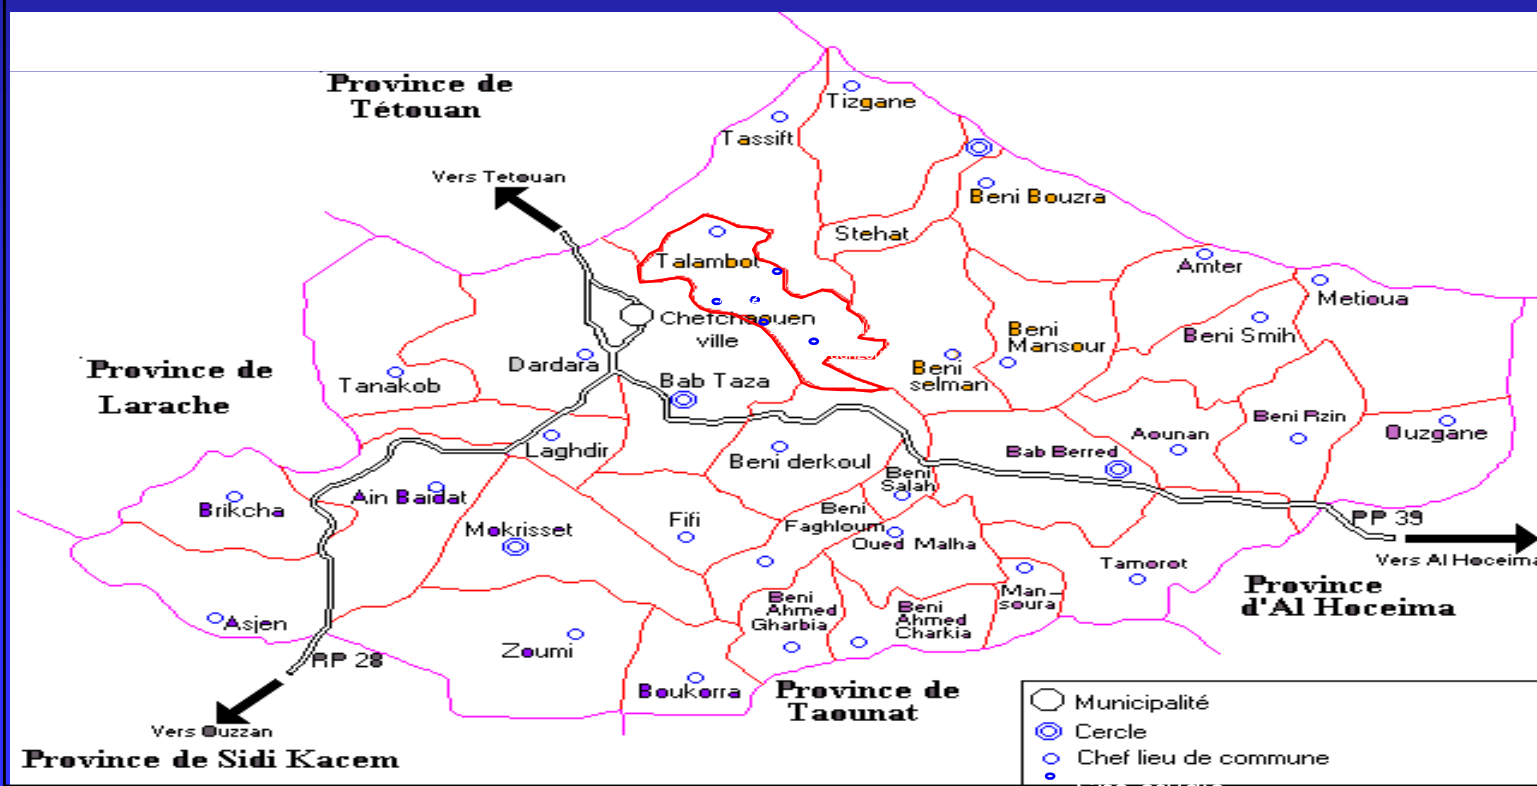 Province de
Tétouan
Tizgane
Tassift
Vers Tetouan
Beni Bouzra
Stehat
Talambot
Amter
Metioua
Chefchaouen
ville
Beni
Mansour
Beni Smih
Dardara
Province de
Larache
Tanakob
Bab Taza
Beni
selman
Beni Rzin
Ouzgane
Aounan
Laghdir
Beni derkoul
Bab Berred
Beni
Salah
Brikcha
Ain Baidat
Mokrisset
Fifi
Beni
Faghloum
Oued Malha
PP 39
Vers Al Hoceima
Tamorot
Province
d'Al Hoceima
Man-
soura
Beni
Ahmed
Gharbia
Beni
Ahmed
Charkia
Asjen
Zoumi
RP 28
Boukorra
Province de
Taounat
Vers Ouzzan
Province de Sidi Kacem
Municipalité
Cercle
Chef lieu de commune